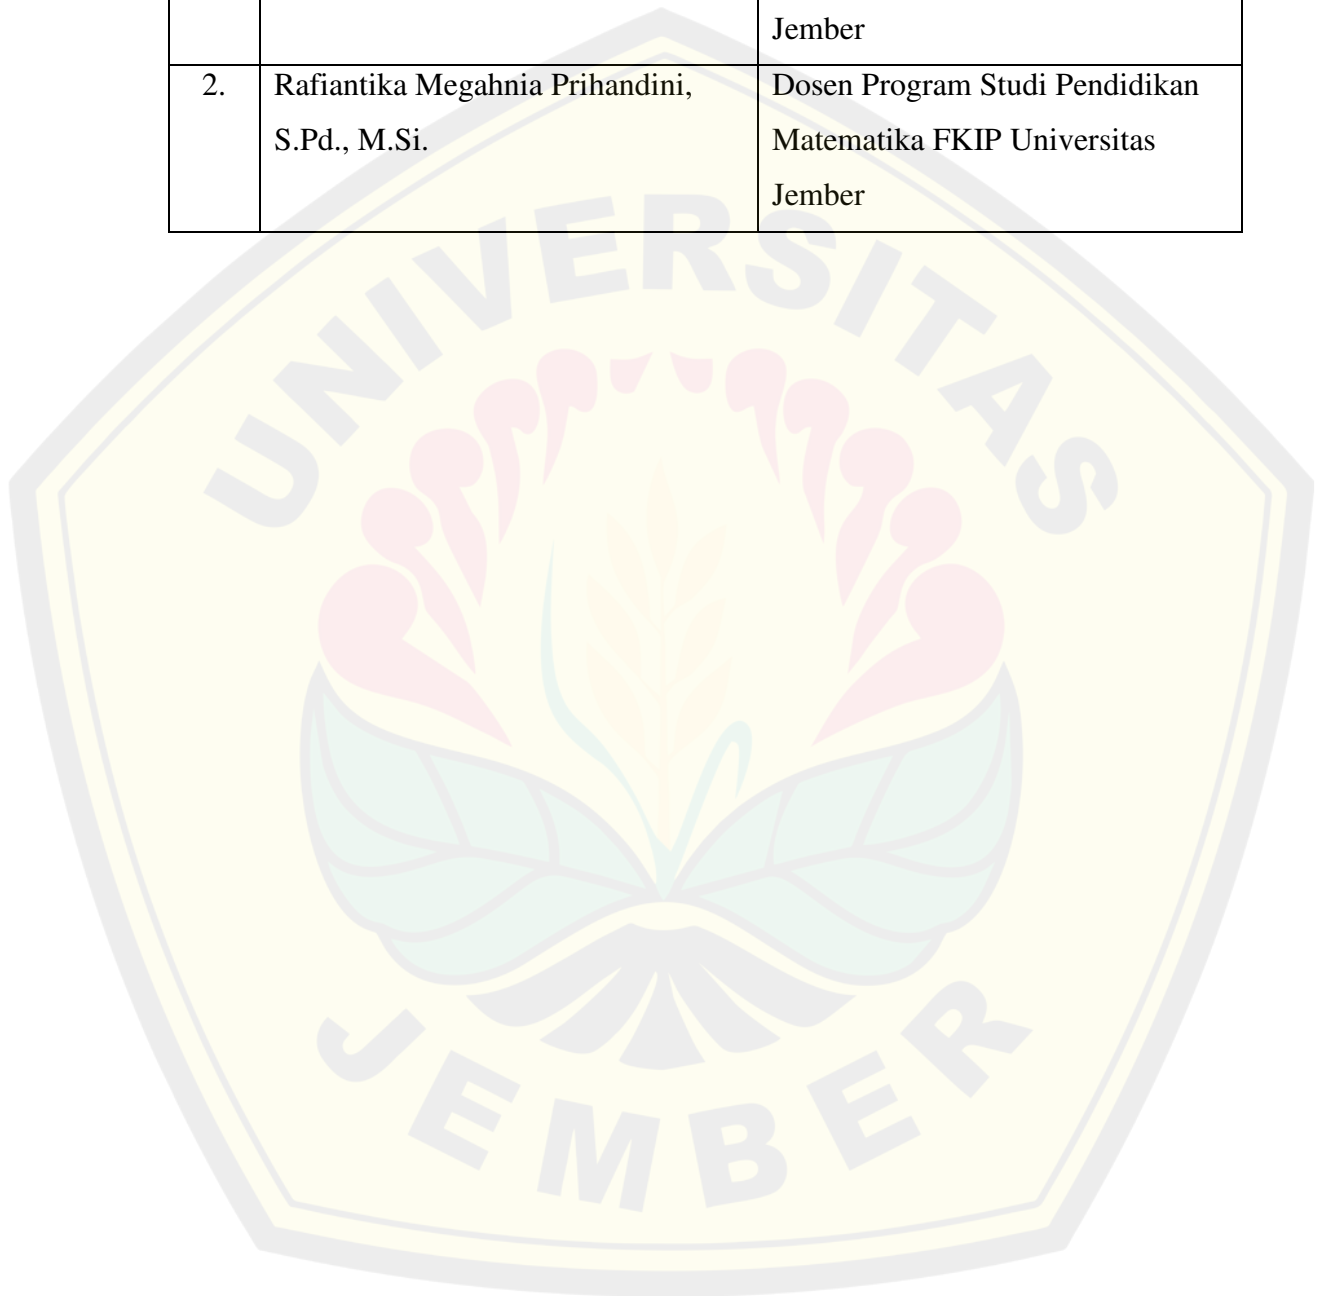 Jember
2. Rafiantika Megahnia Prihandini, Dosen Program Studi Pendidikan
S.Pd., M.Si. Matematika FKIP Universitas
Jember
UNIVERSITAS
JEMBER